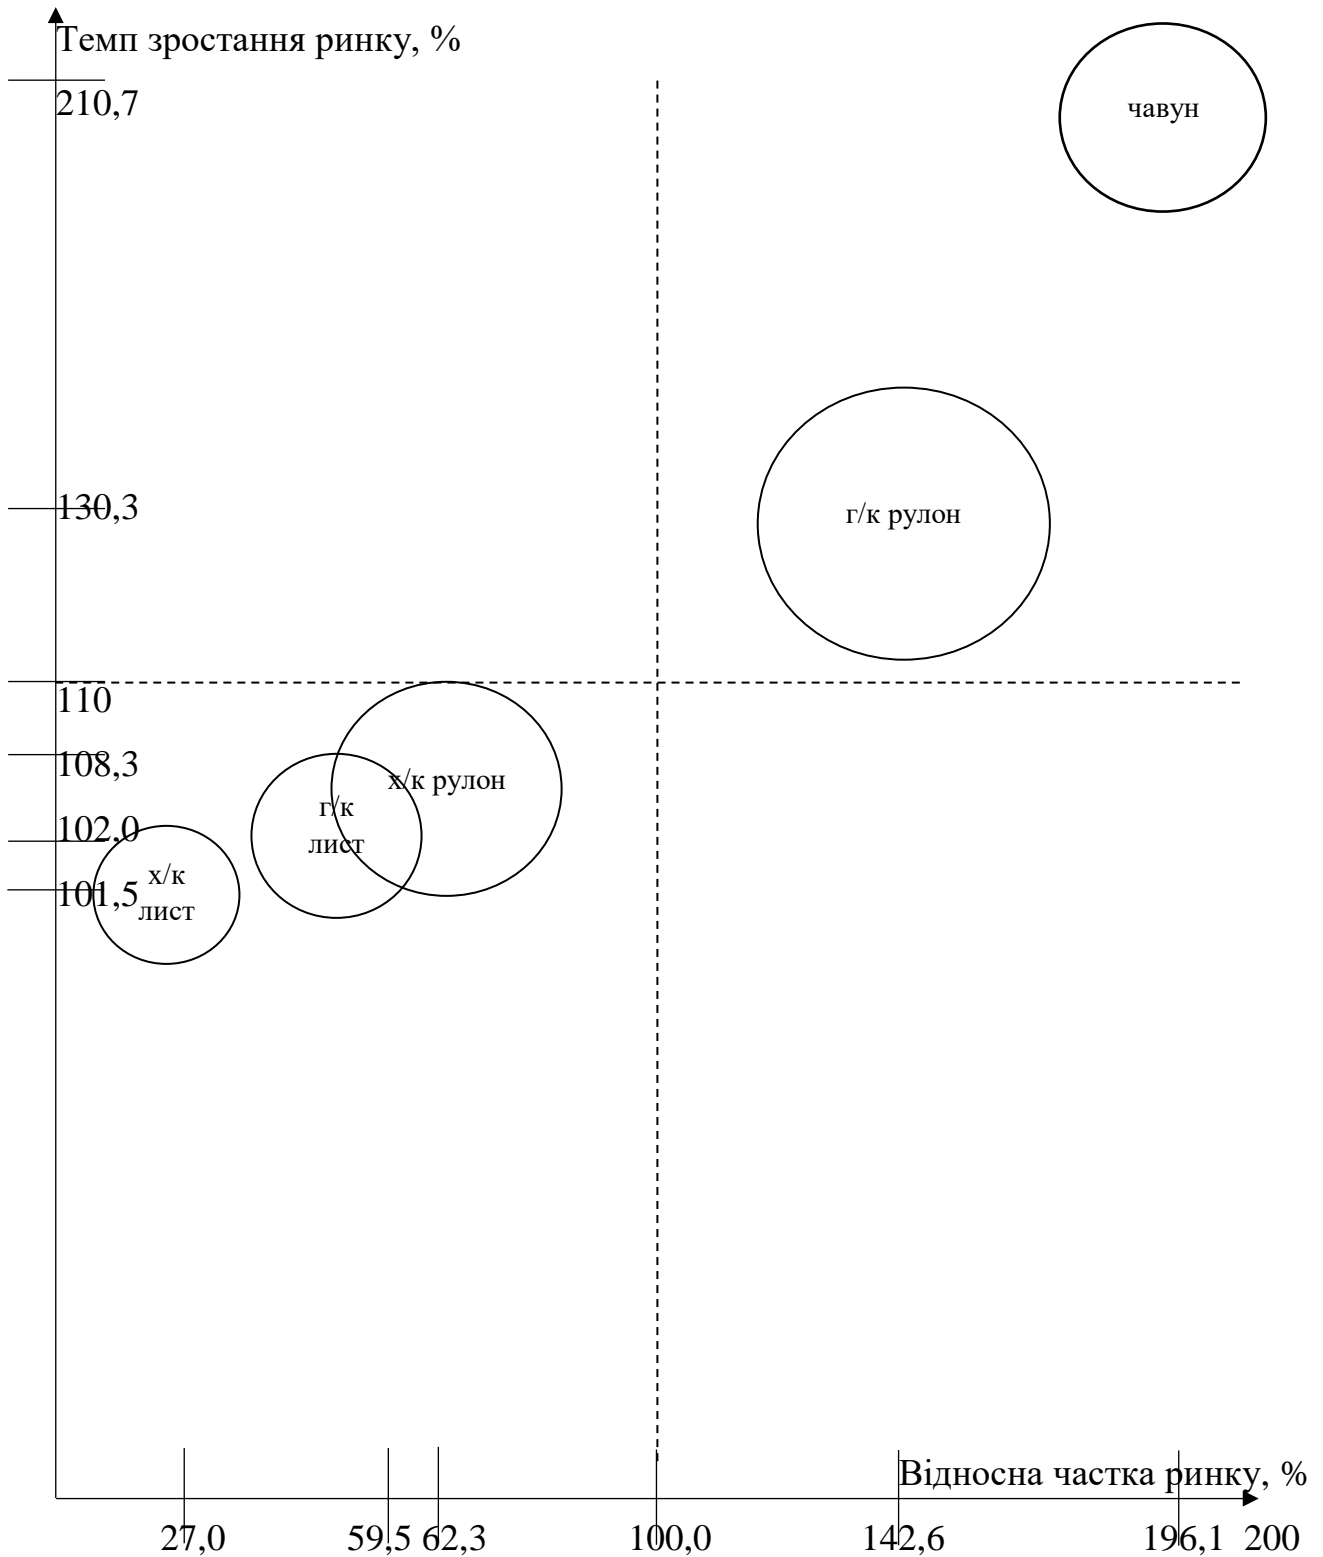 Темп зростання ринку, %
210,7
чавун
130,3
г/к рулон
110
108,3
х/к рулон
г/к
лист
102,0
101,5
х/к
лист
Відносна частка ринку, %
27,0
59,5
62,3
100,0
142,6
196,1
200